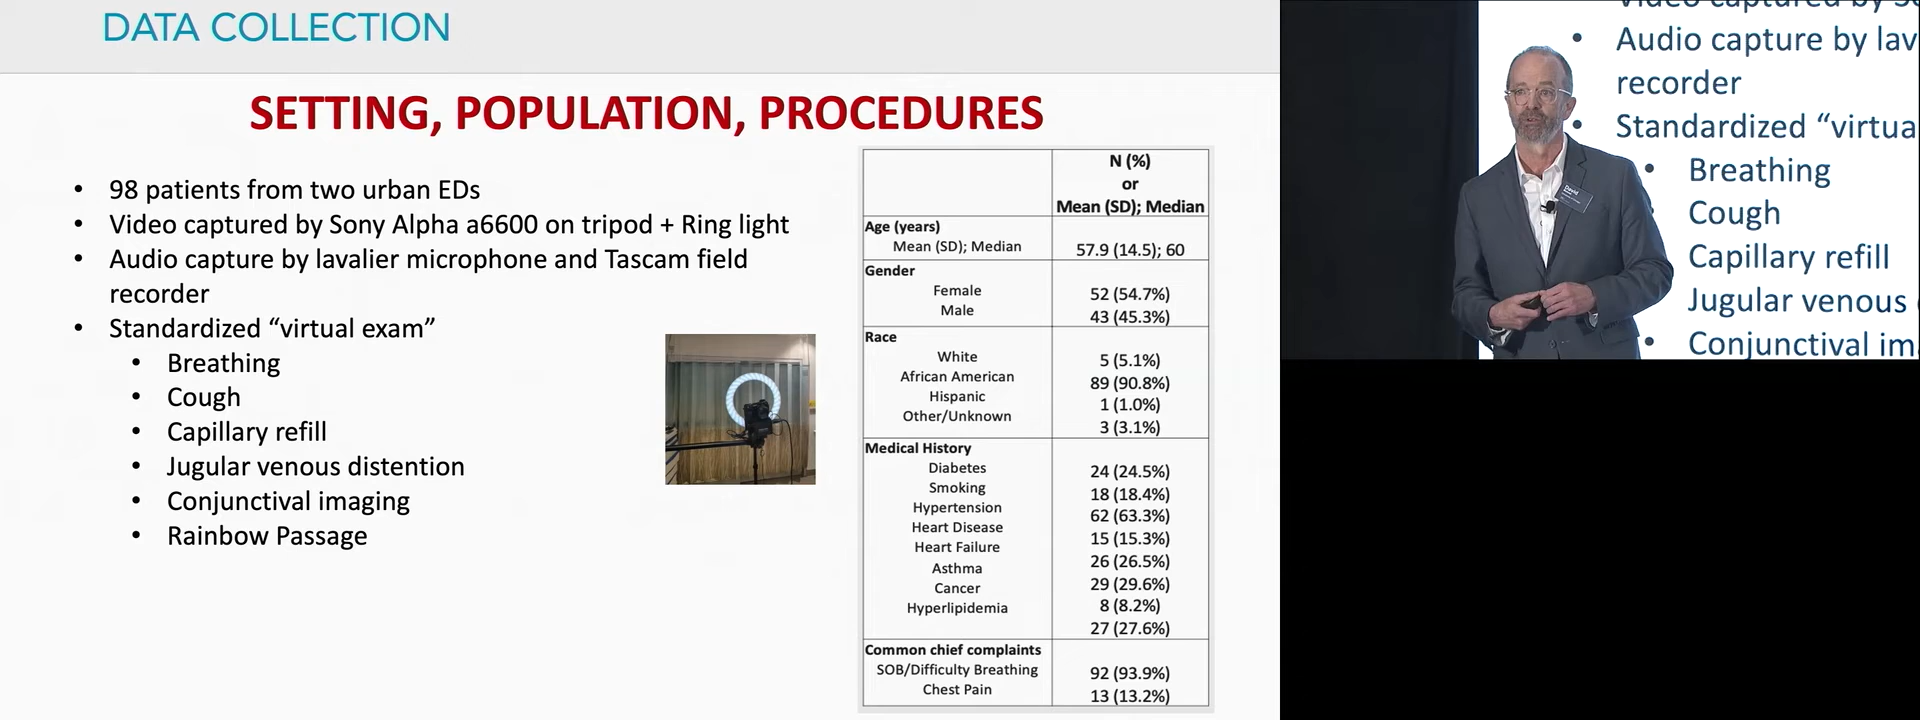 DATA COLLECTION
SETTING, POPULATION, PROCEDURES
• 98 patients from two urban EDs
• Video captured by Sony Alpha a6600 on tripod + Ring light
• Audio capture by lavalier microphone and Tascam field
recorder
• Standardized “virtual exam”
• Breathing
• Cough
• Capillary refill
• Jugular venous distention
• Conjunctival imaging
• Rainbow Passage
N (%)
or
Mean (SD); Median
Age (years)
Mean (SD); Median 57.9 (14.5); 60
Gender
Female 52 (54.7%)
Male 43 (45.3%)
Race
White 5 (5.1%)
African American 89 (90.8%)
Hispanic 1 (1.0%)
Other/Unknown 3 (3.1%)
Medical History
Diabetes 24 (24.5%)
Smoking 18 (18.4%)
Hypertension 62 (63.3%)
Heart Disease 15 (15.3%)
Heart Failure 26 (26.5%)
Asthma 29 (29.6%)
Cancer 8 (8.2%)
Hyperlipidemia 27 (27.6%)
Common chief complaints
SOB/Difficulty Breathing 92 (93.9%)
Chest Pain 13 (13.2%)
Video captured by So
• Audio capture by lav
recorder
• Standardized “virtua
• Breathing
• Cough
Capillary refill
Jugular venous
• Conjunctival im
David